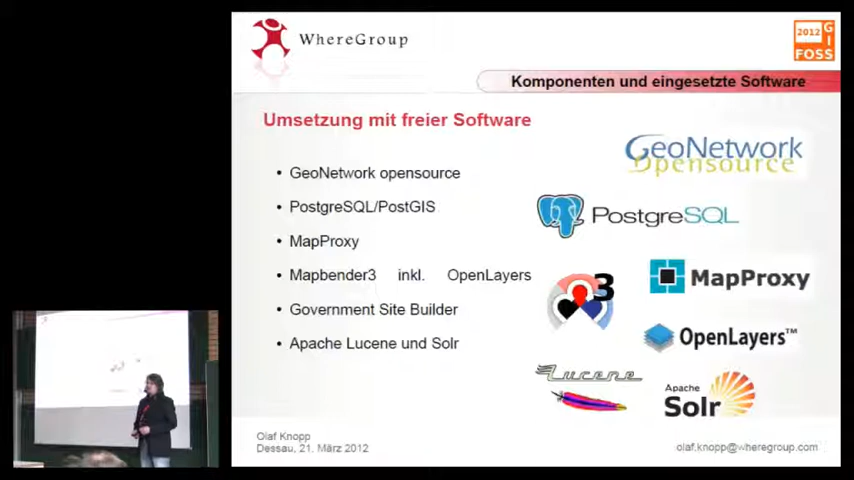 WhereGroup
2012
GI
FOSS
Komponenten und eingesetzte Software
Umsetzung mit freier Software
• GeoNetwork opensource
• PostgreSQL/PostGIS
• MapProxy
• Mapbender3 inkl. OpenLayers
• Government Site Builder
• Apache Lucene und Solr
GeoNetwork
Opensource
PostgreSQL
MapProxy
3
OpenLayers™
Lucene
Apache
Solr
Olaf Knopp
Dessau, 21. März 2012
olaf.knopp@wheregroup.com